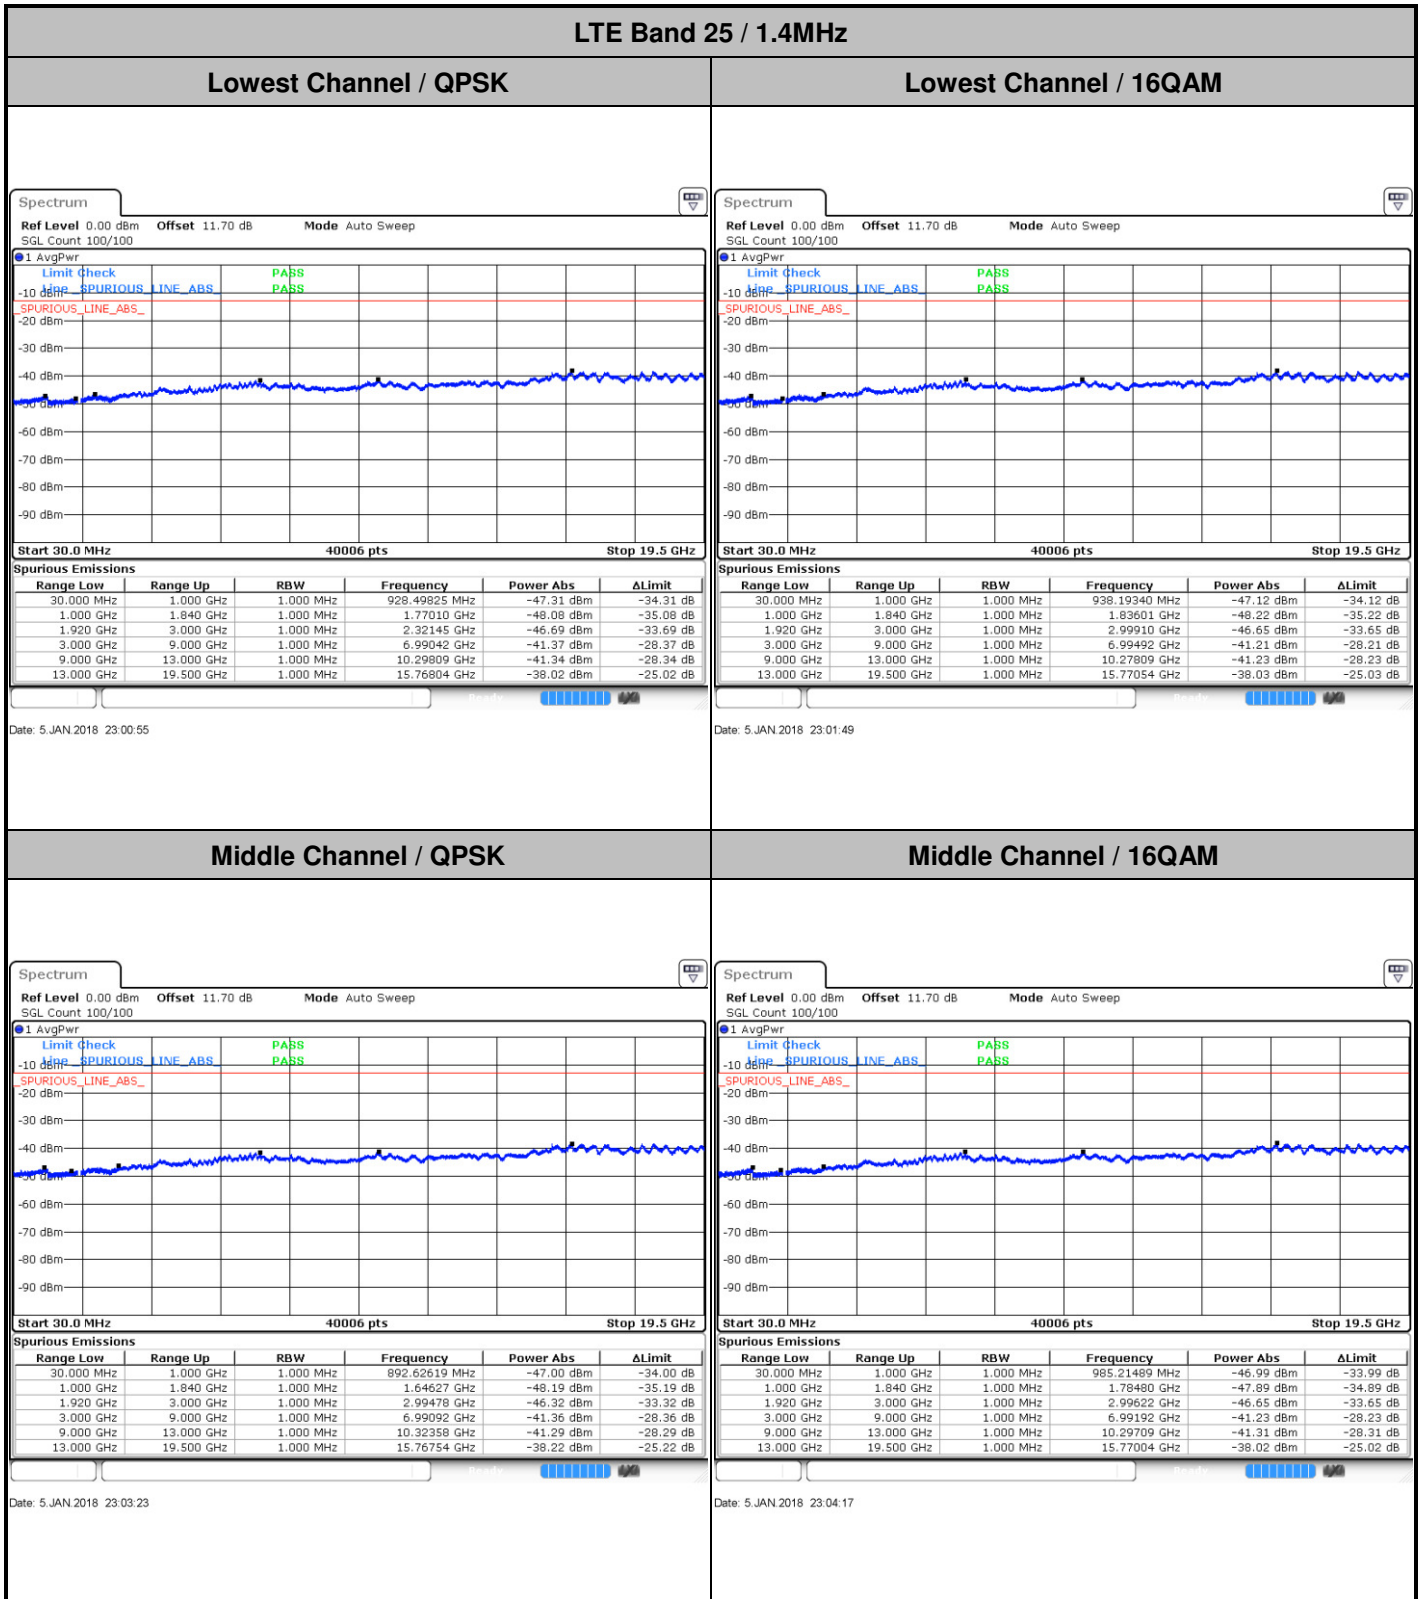 LTE Band 25 / 1.4MHz
Lowest Channel / QPSK
Lowest Channel / 16QAM
Spectrum
Ref Level 0.00 dBm Offset 11.70 dB Mode Auto Sweep
SGL Count 100/100
1 AvgPwr
Limit Check PASS
Line _SPURIOUS_LINE_ABS_ PASS
-10 dBm
_SPURIOUS_LINE_ABS_
-20 dBm
-30 dBm
-40 dBm
-50 dBm
-60 dBm
-70 dBm
-80 dBm
-90 dBm
Start 30.0 MHz 40006 pts Stop 19.5 GHz
Spurious Emissions
Range Low Range Up RBW Frequency Power Abs ΔLimit
30.000 MHz 1.000 GHz 1.000 MHz 928.49825 MHz -47.31 dBm -34.31 dB
1.000 GHz 1.840 GHz 1.000 MHz 1.77010 GHz -48.08 dBm -35.08 dB
1.920 GHz 3.000 GHz 1.000 MHz 2.32145 GHz -46.69 dBm -33.69 dB
3.000 GHz 9.000 GHz 1.000 MHz 6.99042 GHz -41.37 dBm -28.37 dB
9.000 GHz 13.000 GHz 1.000 MHz 10.29809 GHz -41.34 dBm -28.34 dB
13.000 GHz 19.500 GHz 1.000 MHz 15.76804 GHz -38.02 dBm -25.02 dB
Ready
Date: 5.JAN.2018 23:00:55
Spectrum
Ref Level 0.00 dBm Offset 11.70 dB Mode Auto Sweep
SGL Count 100/100
1 AvgPwr
Limit Check PASS
Line _SPURIOUS_LINE_ABS_ PASS
-10 dBm
_SPURIOUS_LINE_ABS_
-20 dBm
-30 dBm
-40 dBm
-50 dBm
-60 dBm
-70 dBm
-80 dBm
-90 dBm
Start 30.0 MHz 40006 pts Stop 19.5 GHz
Spurious Emissions
Range Low Range Up RBW Frequency Power Abs ΔLimit
30.000 MHz 1.000 GHz 1.000 MHz 938.19340 MHz -47.12 dBm -34.12 dB
1.000 GHz 1.840 GHz 1.000 MHz 1.83601 GHz -48.22 dBm -35.22 dB
1.920 GHz 3.000 GHz 1.000 MHz 2.99910 GHz -46.65 dBm -33.65 dB
3.000 GHz 9.000 GHz 1.000 MHz 6.99492 GHz -41.21 dBm -28.21 dB
9.000 GHz 13.000 GHz 1.000 MHz 10.27809 GHz -41.23 dBm -28.23 dB
13.000 GHz 19.500 GHz 1.000 MHz 15.77054 GHz -38.03 dBm -25.03 dB
Ready
Date: 5.JAN.2018 23:01:49
Middle Channel / QPSK
Middle Channel / 16QAM
Spectrum
Ref Level 0.00 dBm Offset 11.70 dB Mode Auto Sweep
SGL Count 100/100
1 AvgPwr
Limit Check PASS
Line _SPURIOUS_LINE_ABS_ PASS
-10 dBm
_SPURIOUS_LINE_ABS_
-20 dBm
-30 dBm
-40 dBm
-50 dBm
-60 dBm
-70 dBm
-80 dBm
-90 dBm
Start 30.0 MHz 40006 pts Stop 19.5 GHz
Spurious Emissions
Range Low Range Up RBW Frequency Power Abs ΔLimit
30.000 MHz 1.000 GHz 1.000 MHz 892.62619 MHz -47.00 dBm -34.00 dB
1.000 GHz 1.840 GHz 1.000 MHz 1.64627 GHz -48.19 dBm -35.19 dB
1.920 GHz 3.000 GHz 1.000 MHz 2.99478 GHz -46.32 dBm -33.32 dB
3.000 GHz 9.000 GHz 1.000 MHz 6.99092 GHz -41.36 dBm -28.36 dB
9.000 GHz 13.000 GHz 1.000 MHz 10.32358 GHz -41.29 dBm -28.29 dB
13.000 GHz 19.500 GHz 1.000 MHz 15.76754 GHz -38.22 dBm -25.22 dB
Ready
Date: 5.JAN.2018 23:03:23
Spectrum
Ref Level 0.00 dBm Offset 11.70 dB Mode Auto Sweep
SGL Count 100/100
1 AvgPwr
Limit Check PASS
Line _SPURIOUS_LINE_ABS_ PASS
-10 dBm
_SPURIOUS_LINE_ABS_
-20 dBm
-30 dBm
-40 dBm
-50 dBm
-60 dBm
-70 dBm
-80 dBm
-90 dBm
Start 30.0 MHz 40006 pts Stop 19.5 GHz
Spurious Emissions
Range Low Range Up RBW Frequency Power Abs ΔLimit
30.000 MHz 1.000 GHz 1.000 MHz 985.21489 MHz -46.99 dBm -33.99 dB
1.000 GHz 1.840 GHz 1.000 MHz 1.78480 GHz -47.89 dBm -34.89 dB
1.920 GHz 3.000 GHz 1.000 MHz 2.99622 GHz -46.65 dBm -33.65 dB
3.000 GHz 9.000 GHz 1.000 MHz 6.99192 GHz -41.23 dBm -28.23 dB
9.000 GHz 13.000 GHz 1.000 MHz 10.29709 GHz -41.31 dBm -28.31 dB
13.000 GHz 19.500 GHz 1.000 MHz 15.77004 GHz -38.02 dBm -25.02 dB
Ready
Date: 5.JAN.2018 23:04:17